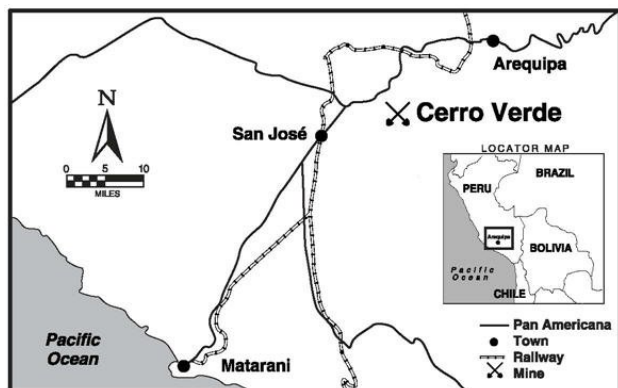 Arequipa
N
Cerro Verde
San José
0 5 10
MILES
LOCATOR MAP
BRAZIL
PERU
Arequipa
BOLIVIA
Pacific
Ocean
CHILE
Pacific
Ocean
Matarani
Pan Americana
Town
Railway
Mine